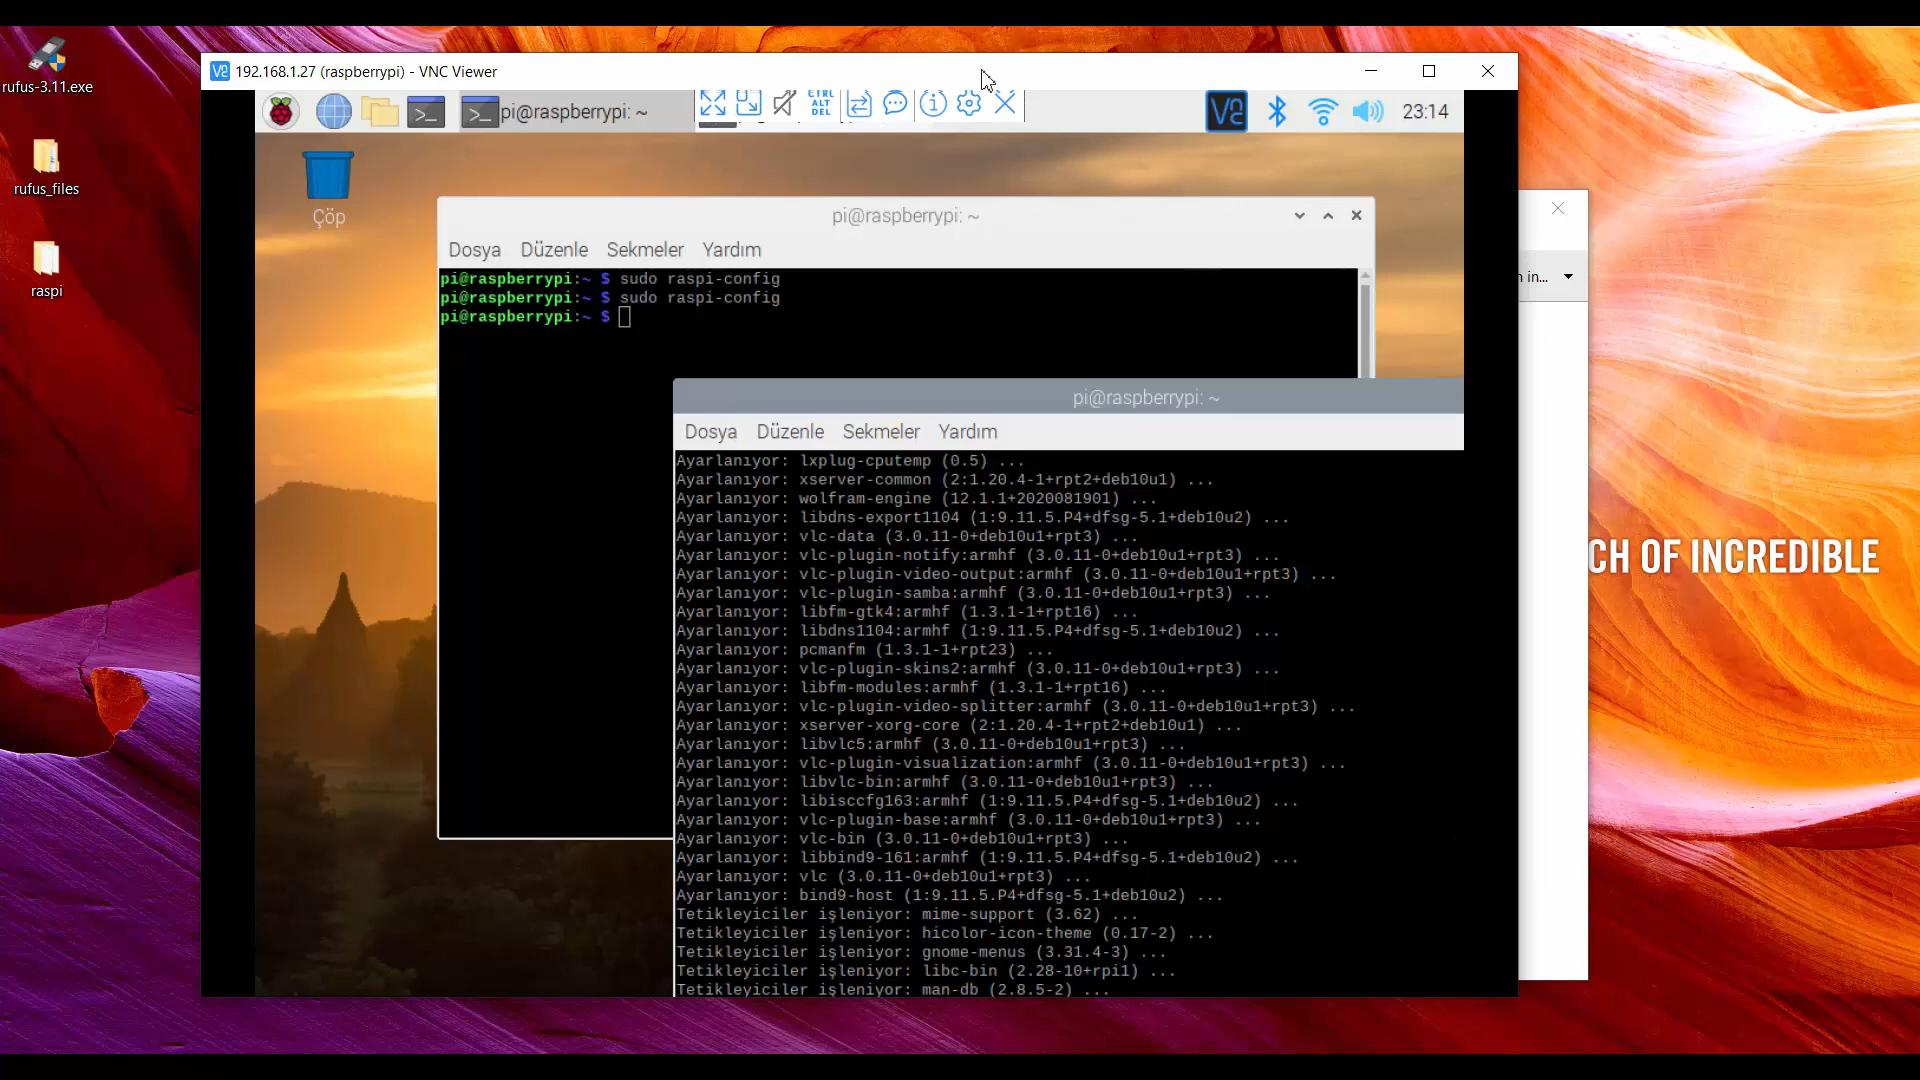 rufus-3.11.exe
rufus_files
raspi
192.168.1.27 (raspberrypi) - VNC Viewer
pi@raspberrypi: ~
CTRL
ALT
DEL
23:14
Çöp
pi@raspberrypi: ~
Dosya Düzenle Sekmeler Yardım
pi@raspberrypi:~ $ sudo raspi-config
pi@raspberrypi:~ $ sudo raspi-config
pi@raspberrypi:~ $
pi@raspberrypi: ~
Dosya Düzenle Sekmeler Yardım
Ayarlanıyor: lxplug-cputemp (0.5) ...
Ayarlanıyor: xserver-common (2:1.20.4-1+rpt2+deb10u1) ...
Ayarlanıyor: wolfram-engine (12.1.1+2020081901) ...
Ayarlanıyor: libdns-export1104 (1:9.11.5.P4+dfsg-5.1+deb10u2) ...
Ayarlanıyor: vlc-data (3.0.11-0+deb10u1+rpt3) ...
Ayarlanıyor: vlc-plugin-notify:armhf (3.0.11-0+deb10u1+rpt3) ...
Ayarlanıyor: vlc-plugin-video-output:armhf (3.0.11-0+deb10u1+rpt3) ...
Ayarlanıyor: vlc-plugin-samba:armhf (3.0.11-0+deb10u1+rpt3) ...
Ayarlanıyor: libfm-gtk4:armhf (1.3.1-1+rpt16) ...
Ayarlanıyor: libdns1104:armhf (1:9.11.5.P4+dfsg-5.1+deb10u2) ...
Ayarlanıyor: pcmanfm (1.3.1-1+rpt23) ...
Ayarlanıyor: vlc-plugin-skins2:armhf (3.0.11-0+deb10u1+rpt3) ...
Ayarlanıyor: libfm-modules:armhf (1.3.1-1+rpt16) ...
Ayarlanıyor: vlc-plugin-video-splitter:armhf (3.0.11-0+deb10u1+rpt3) ...
Ayarlanıyor: xserver-xorg-core (2:1.20.4-1+rpt2+deb10u1) ...
Ayarlanıyor: libvlc5:armhf (3.0.11-0+deb10u1+rpt3) ...
Ayarlanıyor: vlc-plugin-visualization:armhf (3.0.11-0+deb10u1+rpt3) ...
Ayarlanıyor: libvlc-bin:armhf (3.0.11-0+deb10u1+rpt3) ...
Ayarlanıyor: libisccfg163:armhf (1:9.11.5.P4+dfsg-5.1+deb10u2) ...
Ayarlanıyor: vlc-plugin-base:armhf (3.0.11-0+deb10u1+rpt3) ...
Ayarlanıyor: vlc-bin (3.0.11-0+deb10u1+rpt3) ...
Ayarlanıyor: libbind9-161:armhf (1:9.11.5.P4+dfsg-5.1+deb10u2) ...
Ayarlanıyor: vlc (3.0.11-0+deb10u1+rpt3) ...
Ayarlanıyor: bind9-host (1:9.11.5.P4+dfsg-5.1+deb10u2) ...
Tetikleyiciler işleniyor: mime-support (3.62) ...
Tetikleyiciler işleniyor: hicolor-icon-theme (0.17-2) ...
Tetikleyiciler işleniyor: gnome-menus (3.31.4-3) ...
Tetikleyiciler işleniyor: libc-bin (2.28-10+rpi1) ...
Tetikleyiciler işleniyor: man-db (2.8.5-2) ...
in...
CH OF INCREDIBLE